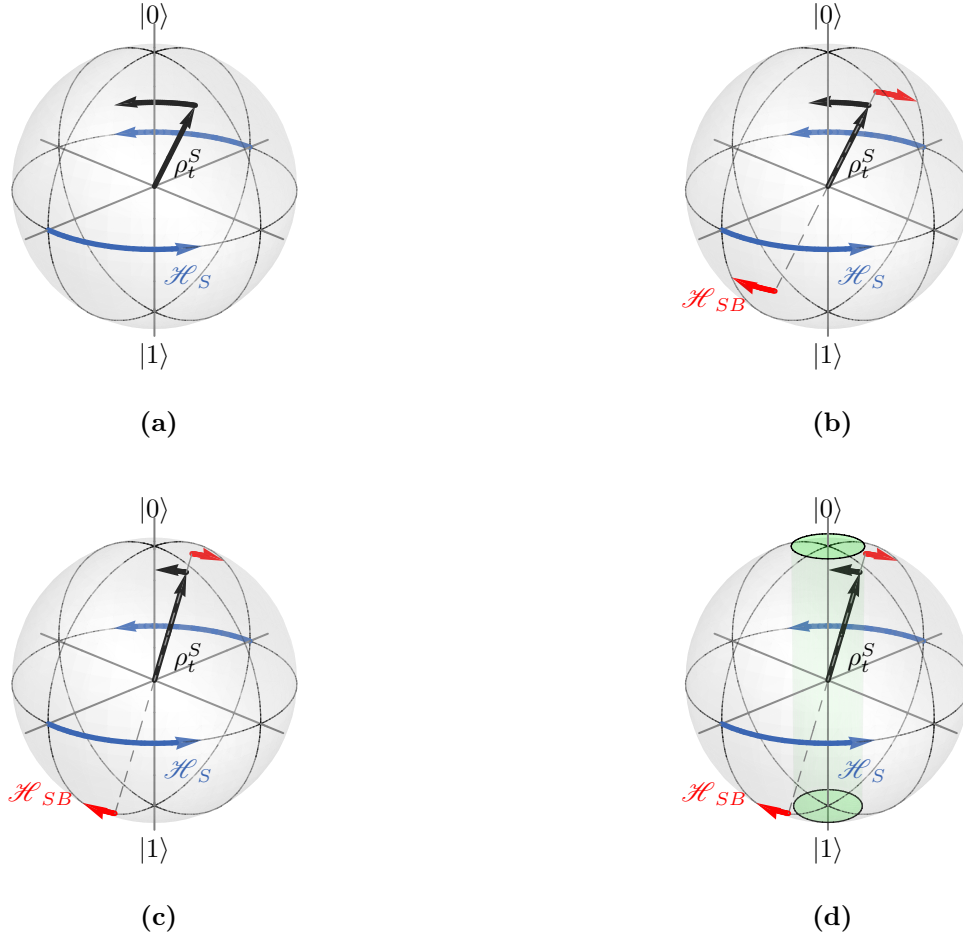 |0⟩
ρ_t^S
ℋ_S
|1⟩
(a)
|0⟩
ρ_t^S
ℋ_S
ℋ_SB
|1⟩
(b)
|0⟩
ρ_t^S
ℋ_S
ℋ_SB
|1⟩
(c)
|0⟩
ρ_t^S
ℋ_S
ℋ_SB
|1⟩
(d)